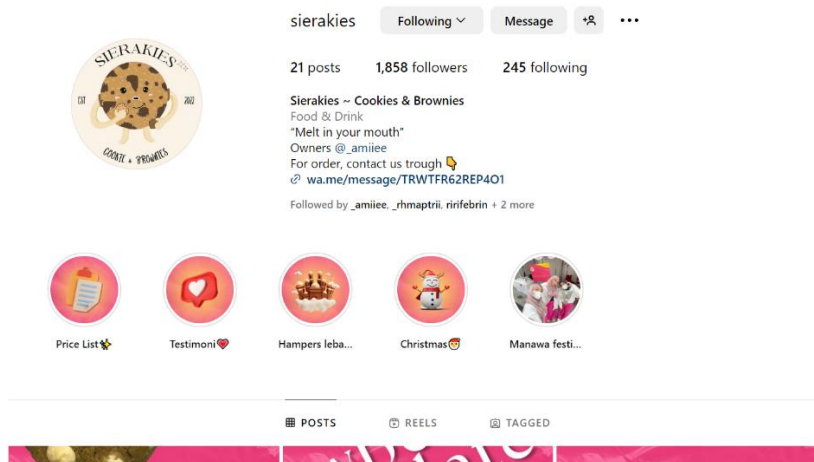 sierakies Following Message
21 posts 1,858 followers 245 following
SIERAKIES
EST 2022
COOKIE & BROWNIES
Sierakies ~ Cookies & Brownies
Food & Drink
“Melt in your mouth”
Owners @_amiiee
For order, contact us trough 👇
wa.me/message/TRWTFR62REP4O1
Followed by _amiiee, _rhmaptrii, ririfebrin + 2 more
Price List✨ Testimoni💗 Hampers leba... Christmas🎅 Manawa festi...
POSTS REELS TAGGED